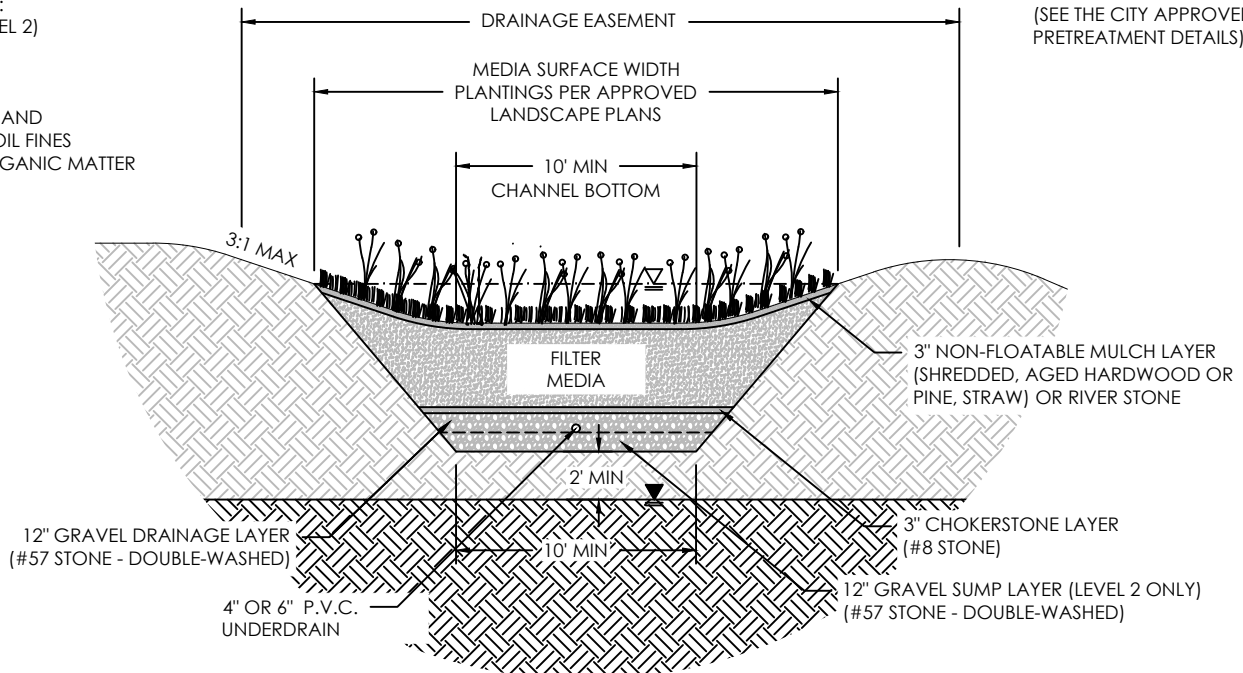 :
EL 2)
DRAINAGE EASEMENT
(SEE THE CITY APPROVED
PRETREATMENT DETAILS)
MEDIA SURFACE WIDTH
PLANTINGS PER APPROVED
LANDSCAPE PLANS
AND
OIL FINES
GANIC MATTER
10' MIN
CHANNEL BOTTOM
3:1 MAX
FILTER
MEDIA
3" NON-FLOATABLE MULCH LAYER
(SHREDDED, AGED HARDWOOD OR
PINE, STRAW) OR RIVER STONE
2' MIN
12" GRAVEL DRAINAGE LAYER
(#57 STONE - DOUBLE-WASHED)
10' MIN
3" CHOKERSTONE LAYER
(#8 STONE)
4" OR 6" P.V.C.
UNDERDRAIN
12" GRAVEL SUMP LAYER (LEVEL 2 ONLY)
(#57 STONE - DOUBLE-WASHED)